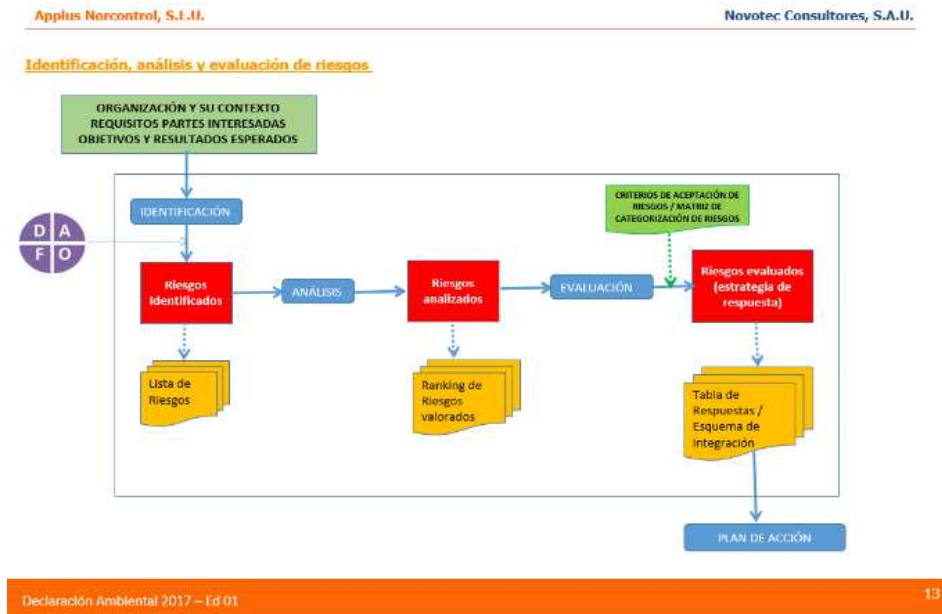 Applus Norcontrol, S.L.U.
Novotec Consultores, S.A.U.
Identificación, análisis y evaluación de riesgos
ORGANIZACIÓN Y SU CONTEXTO
REQUISITOS PARTES INTERESADAS
OBJETIVOS Y RESULTADOS ESPERADOS
IDENTIFICACIÓN
CRITERIOS DE ACEPTACIÓN DE
RIESGOS / MATRIZ DE
CATEGORIZACIÓN DE RIESGOS
D A
F O
Riesgos
Identificados
ANÁLISIS
Riesgos
analizados
EVALUACIÓN
Riesgos evaluados
(estrategia de
respuesta)
Lista de
Riesgos
Ranking de
Riesgos
valorados
Tabla de
Respuestas /
Esquema de
Integración
PLAN DE ACCIÓN
Declaración Ambiental 2017 – Ed 01
13